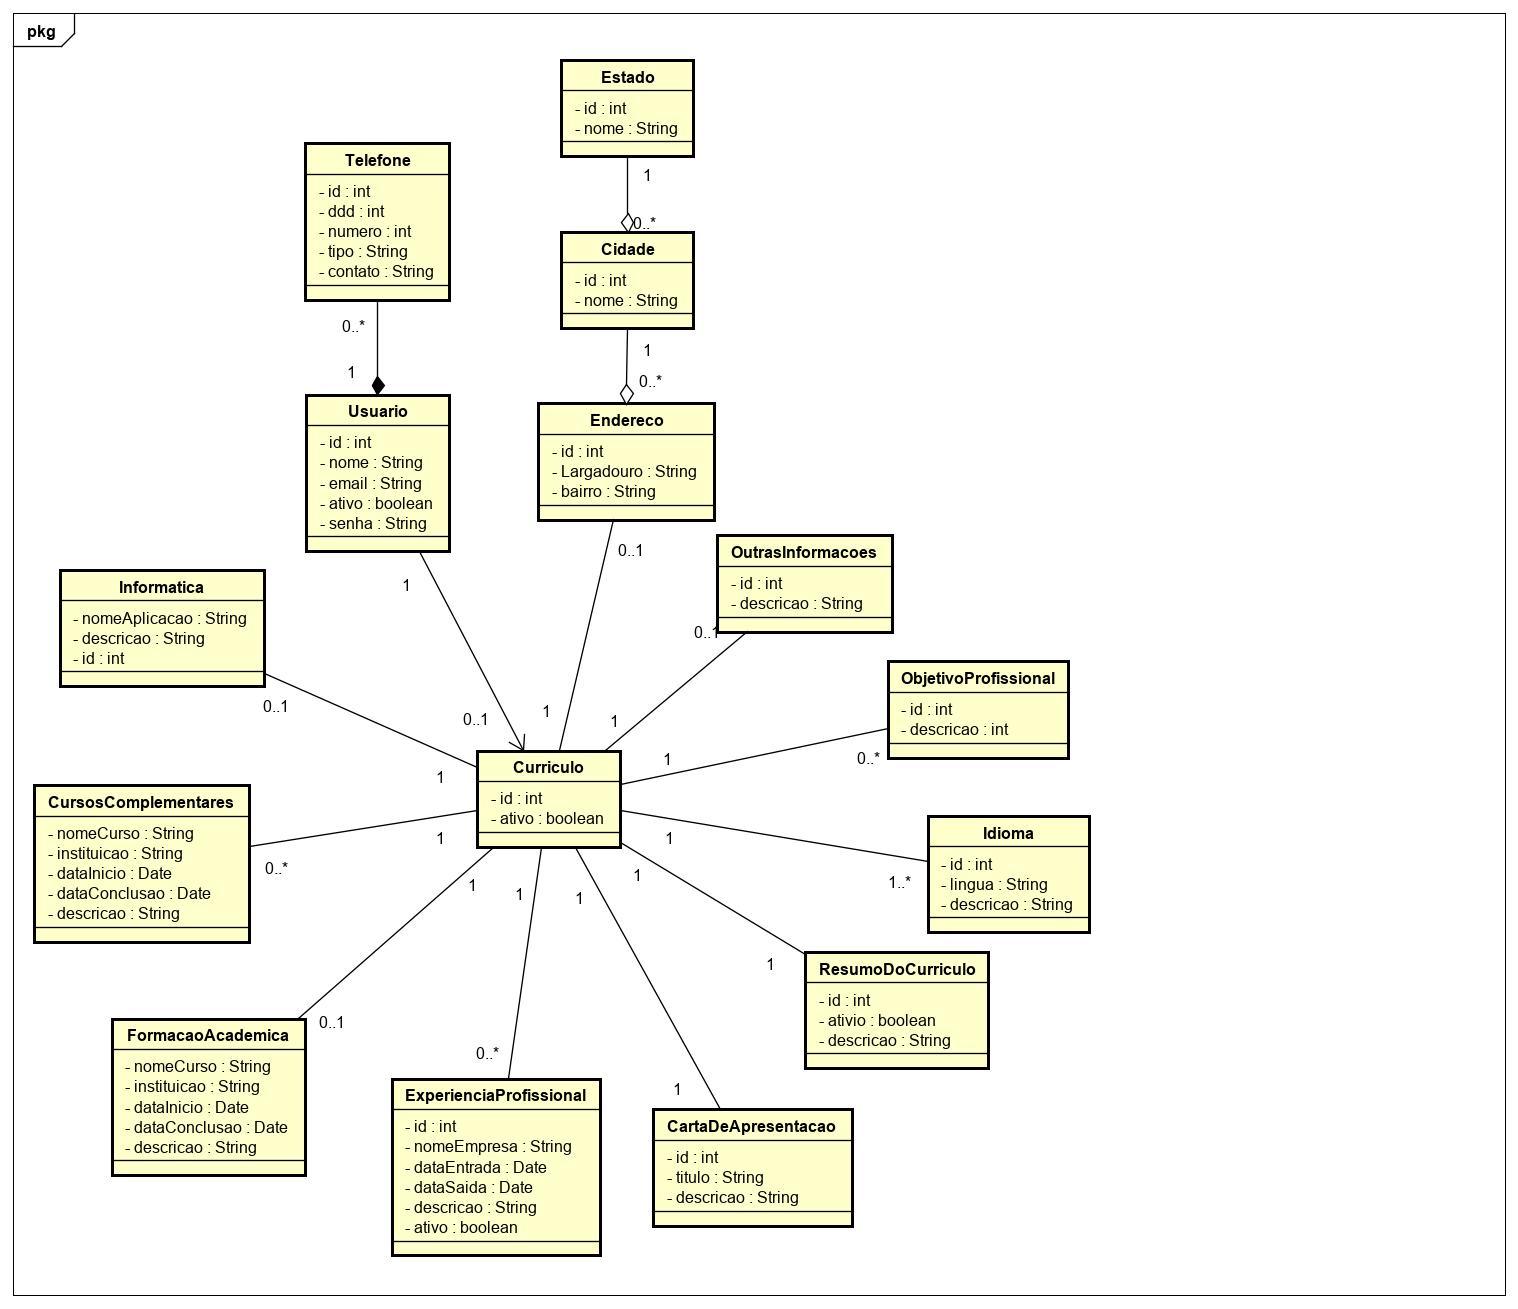 pkg
Estado
- id : int
- nome : String
1
0..*
Telefone
- id : int
- ddd : int
- numero : int
- tipo : String
- contato : String
0..*
1
Cidade
- id : int
- nome : String
1
0..*
Usuario
- id : int
- nome : String
- email : String
- ativo : boolean
- senha : String
1
0..1
Endereco
- id : int
- Largadouro : String
- bairro : String
0..1
1
OutrasInformacoes
- id : int
- descricao : String
0..1
1
Informatica
- nomeAplicacao : String
- descricao : String
- id : int
0..1
1
ObjetivoProfissional
- id : int
- descricao : int
1
0..*
Curriculo
- id : int
- ativo : boolean
CursosComplementares
- nomeCurso : String
- instituicao : String
- dataInicio : Date
- dataConclusao : Date
- descricao : String
1
0..*
Idioma
- id : int
- lingua : String
- descricao : String
1
1..*
ResumoDoCurriculo
- id : int
- ativio : boolean
- descricao : String
1
1
FormacaoAcademica
- nomeCurso : String
- instituicao : String
- dataInicio : Date
- dataConclusao : Date
- descricao : String
1
0..1
ExperienciaProfissional
- id : int
- nomeEmpresa : String
- dataEntrada : Date
- dataSaida : Date
- descricao : String
- ativo : boolean
1
0..*
CartaDeApresentacao
- id : int
- titulo : String
- descricao : String
1
1